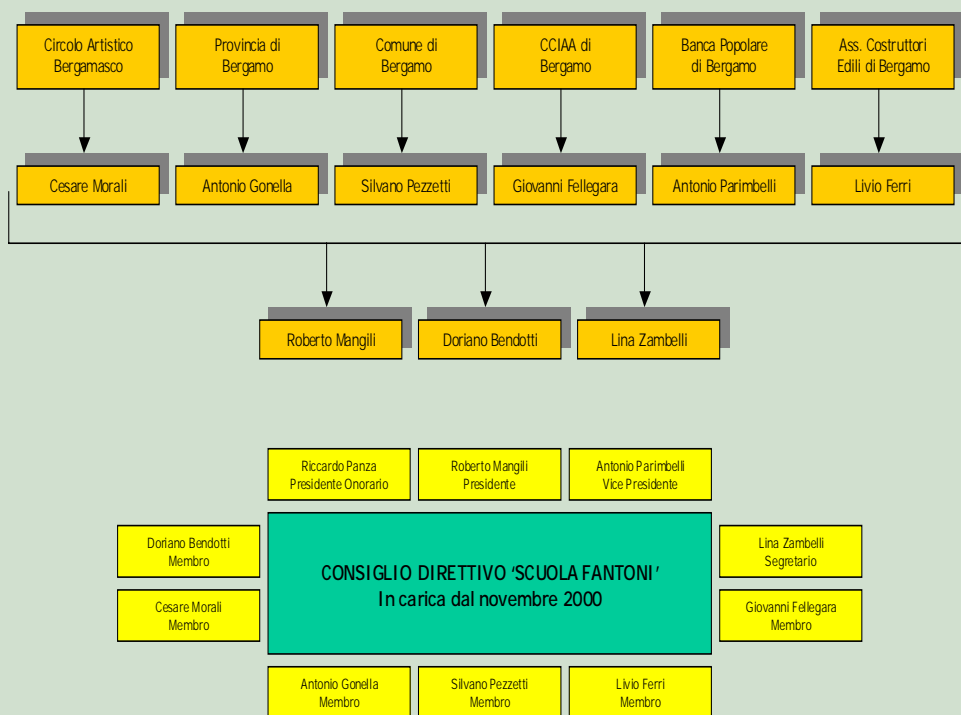 Circolo Artistico
Bergamasco
Provincia di
Bergamo
Comune di
Bergamo
CCIAA di
Bergamo
Banca Popolare
di Bergamo
Ass. Costruttori
Edili di Bergamo
Cesare Morali
Antonio Gonella
Silvano Pezzetti
Giovanni Fellegara
Antonio Parimbelli
Livio Ferri
Roberto Mangili
Doriano Bendotti
Lina Zambelli
Riccardo Panza
Presidente Onorario
Roberto Mangili
Presidente
Antonio Parimbelli
Vice Presidente
Doriano Bendotti
Membro
CONSIGLIO DIRETTIVO ‘SCUOLA FANTONI’
In carica dal novembre 2000
Lina Zambelli
Segretario
Cesare Morali
Membro
Giovanni Fellegara
Membro
Antonio Gonella
Membro
Silvano Pezzetti
Membro
Livio Ferri
Membro